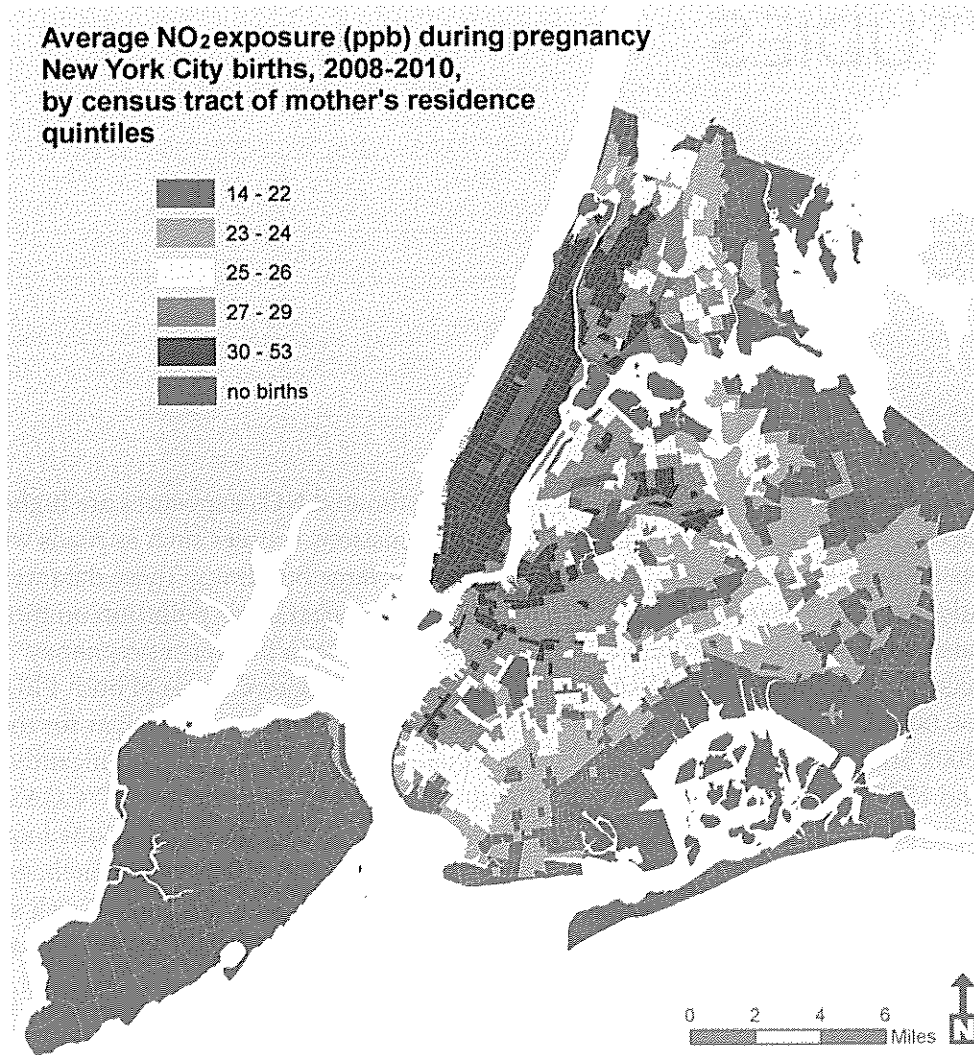 Average NO₂ exposure (ppb) during pregnancy
New York City births, 2008-2010,
by census tract of mother's residence
quintiles
14 - 22
23 - 24
25 - 26
27 - 29
30 - 53
no births
0 2 4 6
Miles
N